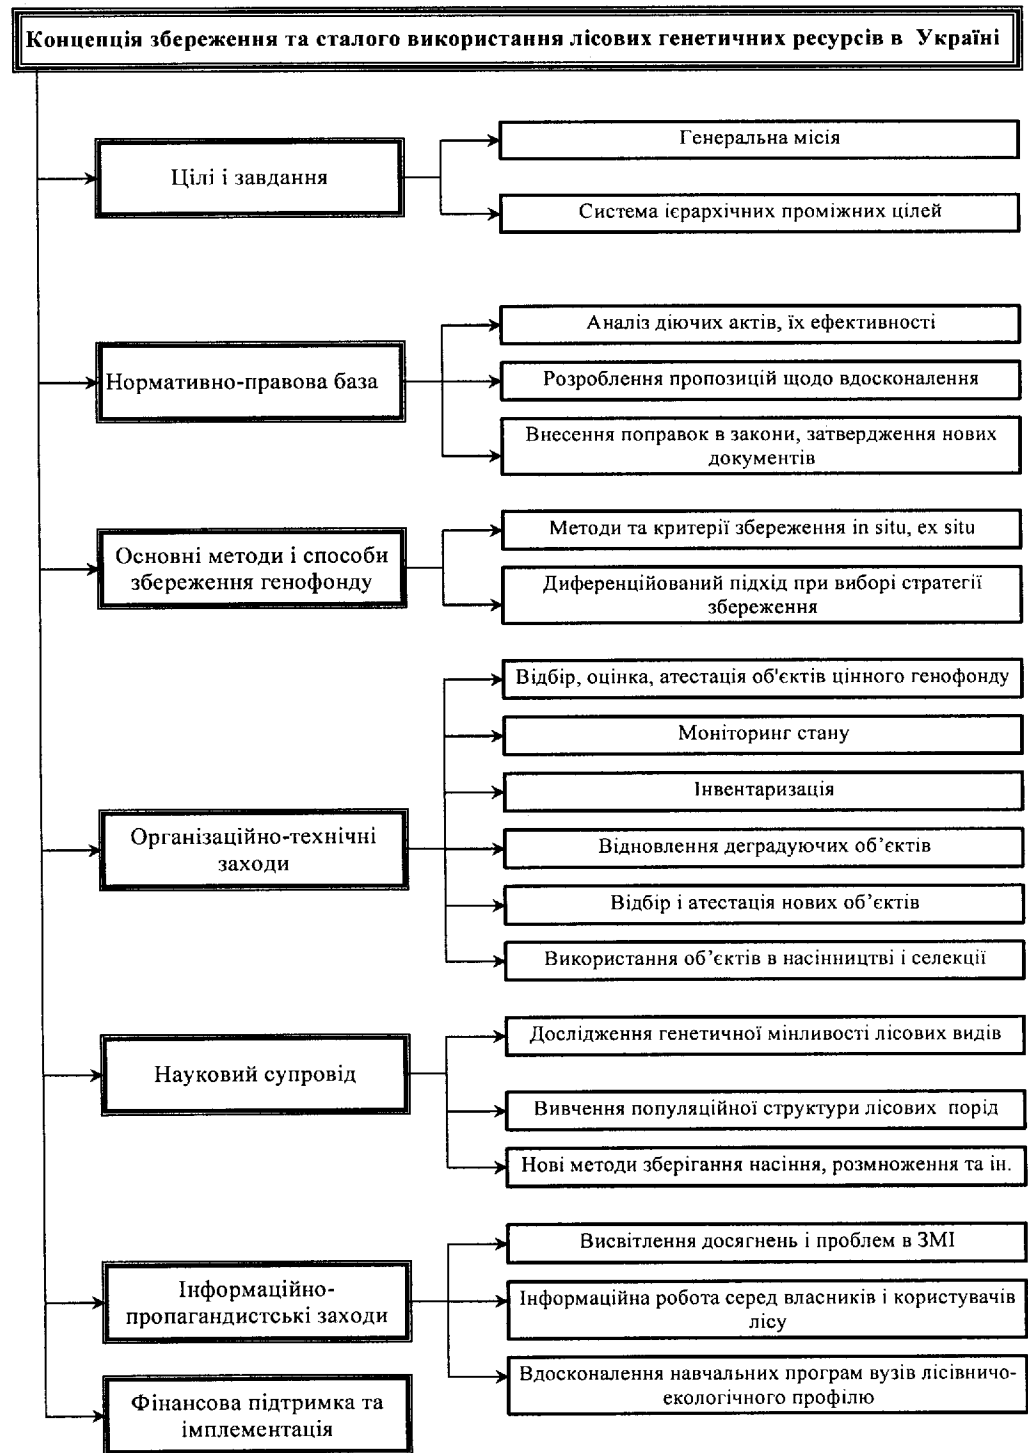 Концепція збереження та сталого використання лісових генетичних ресурсів в Україні
Цілі і завдання
Генеральна місія
Система ієрархічних проміжних цілей
Нормативно-правова база
Аналіз діючих актів, їх ефективності
Розроблення пропозицій щодо вдосконалення
Внесення поправок в закони, затвердження нових
документів
Основні методи і способи
збереження генофонду
Методи та критерії збереження in situ, ex situ
Диференційований підхід при виборі стратегії
збереження
Організаційно-технічні
заходи
Відбір, оцінка, атестація об'єктів цінного генофонду
Моніторинг стану
Інвентаризація
Відновлення деградуючих об’єктів
Відбір і атестація нових об’єктів
Використання об’єктів в насінництві і селекції
Науковий супровід
Дослідження генетичної мінливості лісових видів
Вивчення популяційної структури лісових порід
Нові методи зберігання насіння, розмноження та ін.
Інформаційно-
пропагандистські заходи
Висвітлення досягнень і проблем в ЗМІ
Інформаційна робота серед власників і користувачів
лісу
Вдосконалення навчальних програм вузів лісівничо-
екологічного профілю
Фінансова підтримка та
імплементація